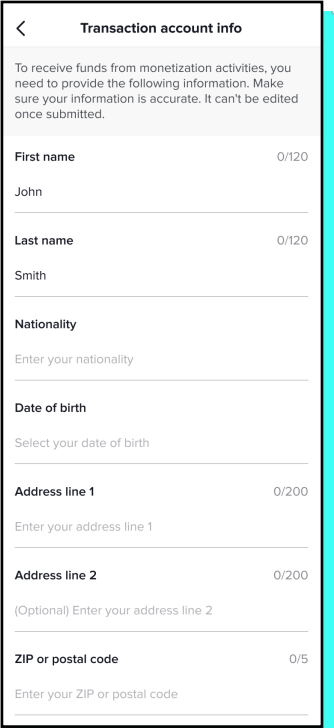 Transaction account info
To receive funds from monetization activities, you
need to provide the following information. Make
sure your information is accurate. It can't be edited
once submitted.
First name 0/120
John
Last name 0/120
Smith
Nationality
Enter your nationality
Date of birth
Select your date of birth
Address line 1 0/200
Enter your address line 1
Address line 2 0/200
(Optional) Enter your address line 2
ZIP or postal code 0/5
Enter your ZIP or postal code